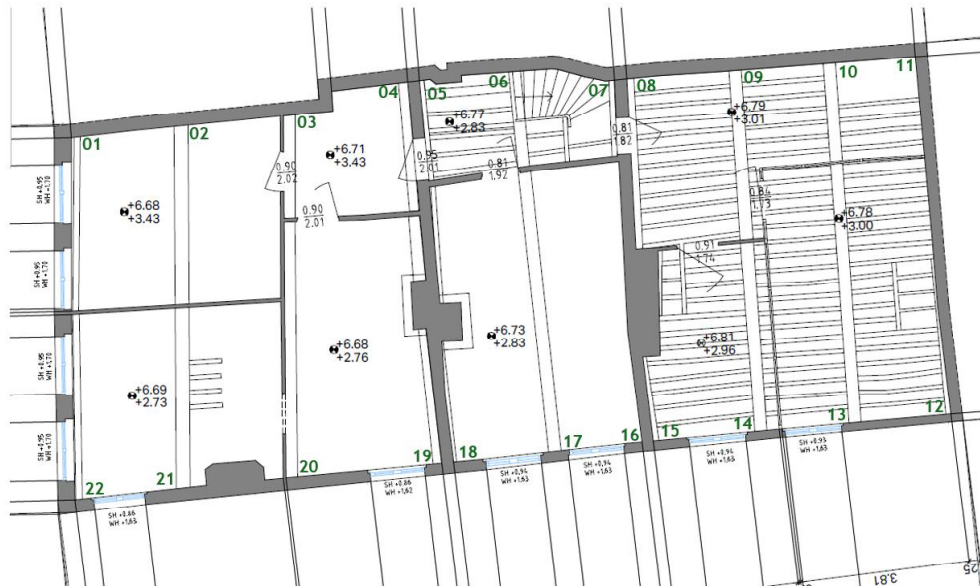 11
10
09
08
07
06
05
04
03
02
01
+6.79
+3.01
+6.77
+2.83
0.81
1.82
+6.71
+3.43
0.95
2.01
0.81
1.92
0.90
2.02
SH +0,95
WH +1,70
0.84
+6.68
+3.43
0.90
2.01
+6.78
+3.00
0.91
1.74
SH +0,95
WH +1,70
+6.73
+2.83
+6.68
+2.76
+6.81
+2.96
SH +0,95
WH +1,70
+6.69
+2.73
SH +0,95
WH +1,70
12
13
14
15
16
17
18
19
20
21
22
SH +0,93
WH +1,63
SH +0,94
WH +1,63
SH +0,94
WH +1,63
SH +0,94
WH +1,63
SH +0,86
WH +1,62
SH +0,86
WH +1,63
3.81
25